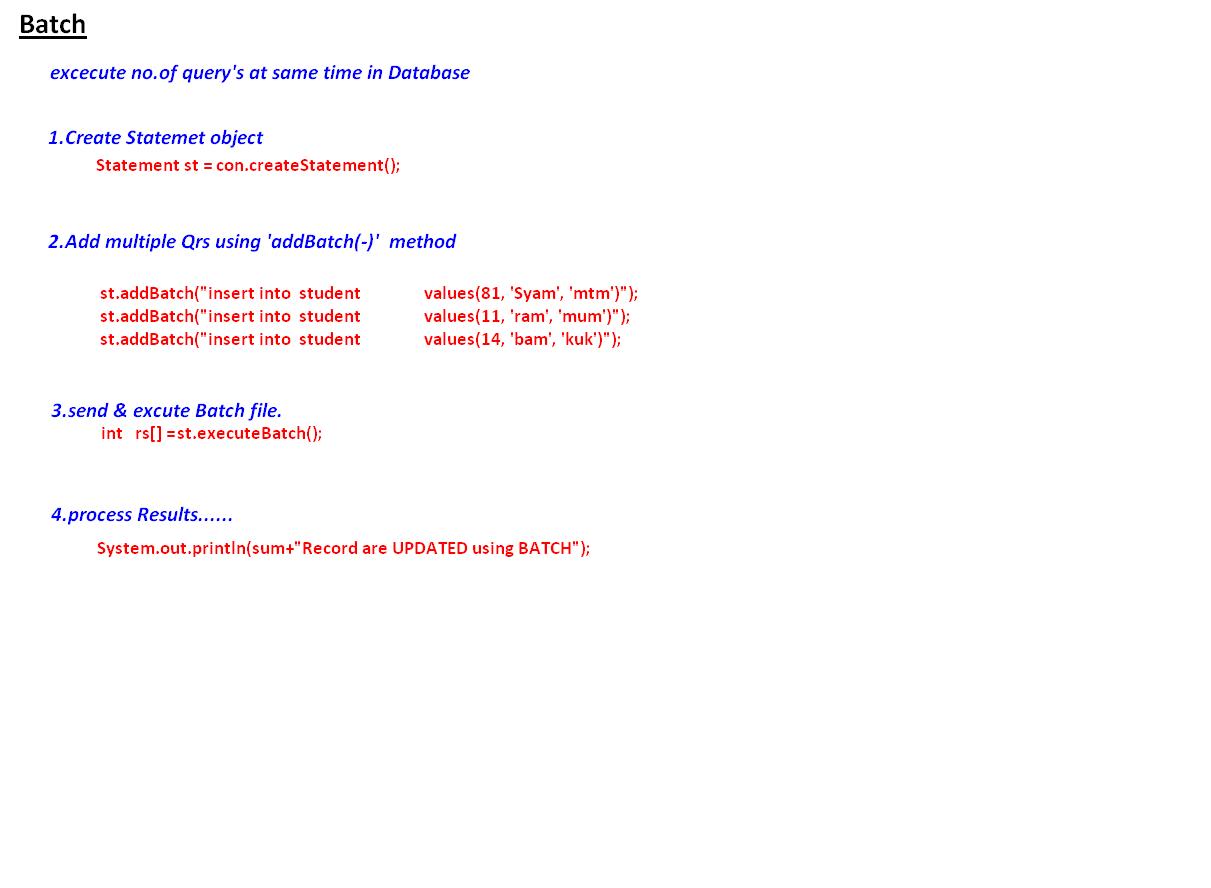 Batch
excecute no.of query's at same time in Database
1.Create Statemet object
Statement st = con.createStatement();
2.Add multiple Qrs using 'addBatch(-)'  method
st.addBatch("insert into  student values(81, 'Syam', 'mtm')");
st.addBatch("insert into  student values(11, 'ram', 'mum')");
st.addBatch("insert into  student values(14, 'bam', 'kuk')");
3.send & excute Batch file.
int   rs[] =st.executeBatch();
4.process Results......
System.out.println(sum+"Record are UPDATED using BATCH");